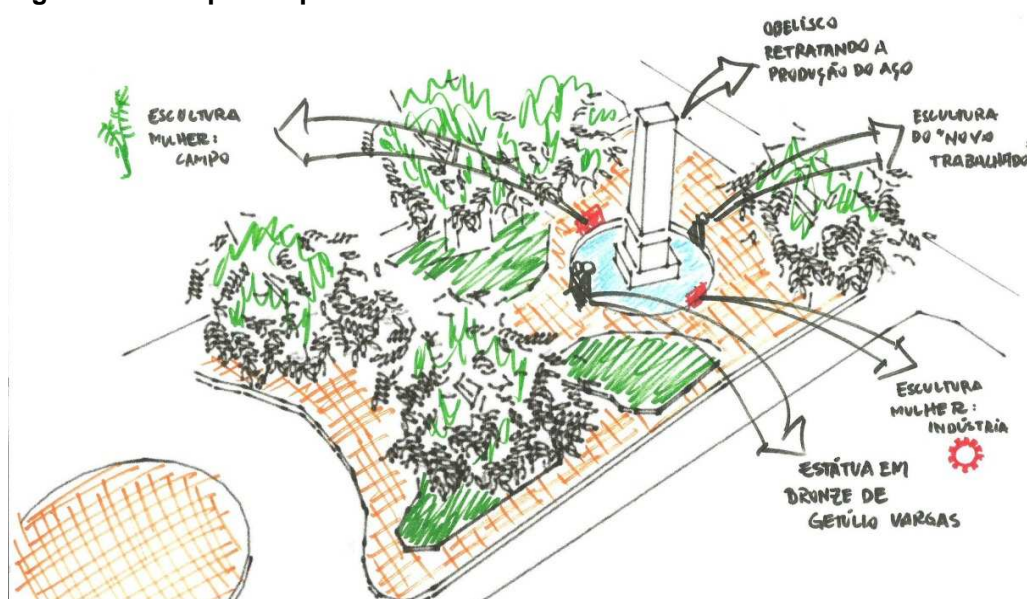 OBELISCO
RETRATANDO A
PRODUÇÃO DO AÇO
ESCULTURA
MULHER:
CAMPO
ESCULTURA
DO "NOVO
TRABALHADO
ESCULTURA
MULHER:
INDÚSTRIA
ESTÁTUA EM
BRONZE DE
GETÚLIO VARGAS